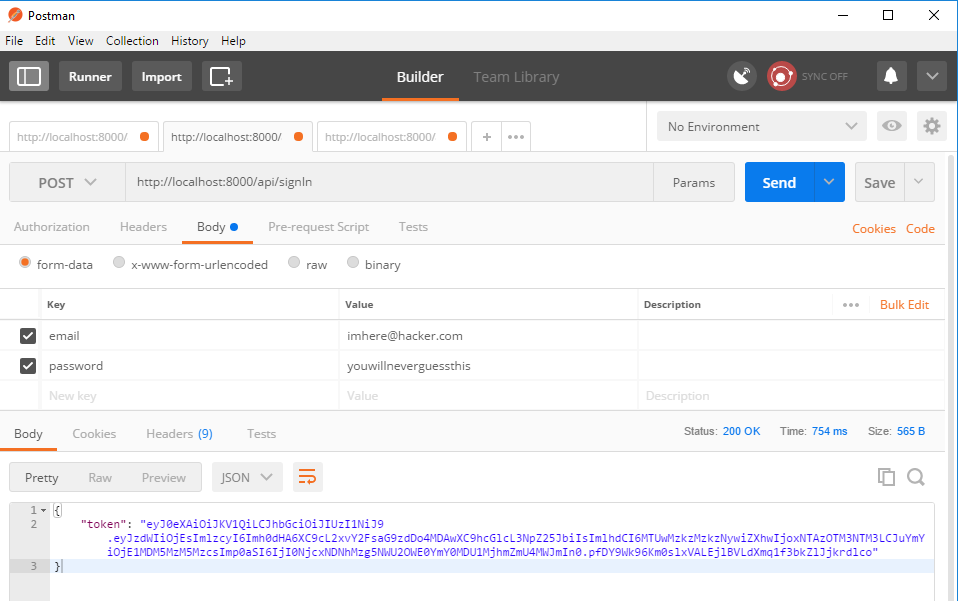 Postman
File Edit View Collection History Help
Runner Import Builder Team Library SYNC OFF
http://localhost:8000/ http://localhost:8000/ http://localhost:8000/ + ••• No Environment
POST http://localhost:8000/api/signIn Params Send Save
Authorization Headers Body Pre-request Script Tests Cookies Code
form-data x-www-form-urlencoded raw binary
Key Value Description ••• Bulk Edit
email imhere@hacker.com
password youwillneverguessthis
New key Value Description
Body Cookies Headers (9) Tests Status: 200 OK Time: 754 ms Size: 565 B
Pretty Raw Preview JSON
1 {
2 "token": "eyJ0eXAiOiJKV1QiLCJhbGciOiJIUzI1NiJ9
.eyJzdWIiOjEsImlzcyI6Imh0dHA6XC9cL2xvY2FsaG9zdDo4MDAwXC9hcGlcL3NpZ25JbiIsImlhdCI6MTUwMzkzMzkzNywiZXhwIjoxNTAzOTM3NTM3LCJuYmY
iOjE1MDM5MzM5MzcsImp0aSI6IjI0NjcxNDNhMzg5NWU2OWE0YmY0MDU1MjhmZmU4MWJmIn0.pfDY9Wk96Km0slxVALEjlBVLdXmqlf3bkZlJjkrdlco"
3 }